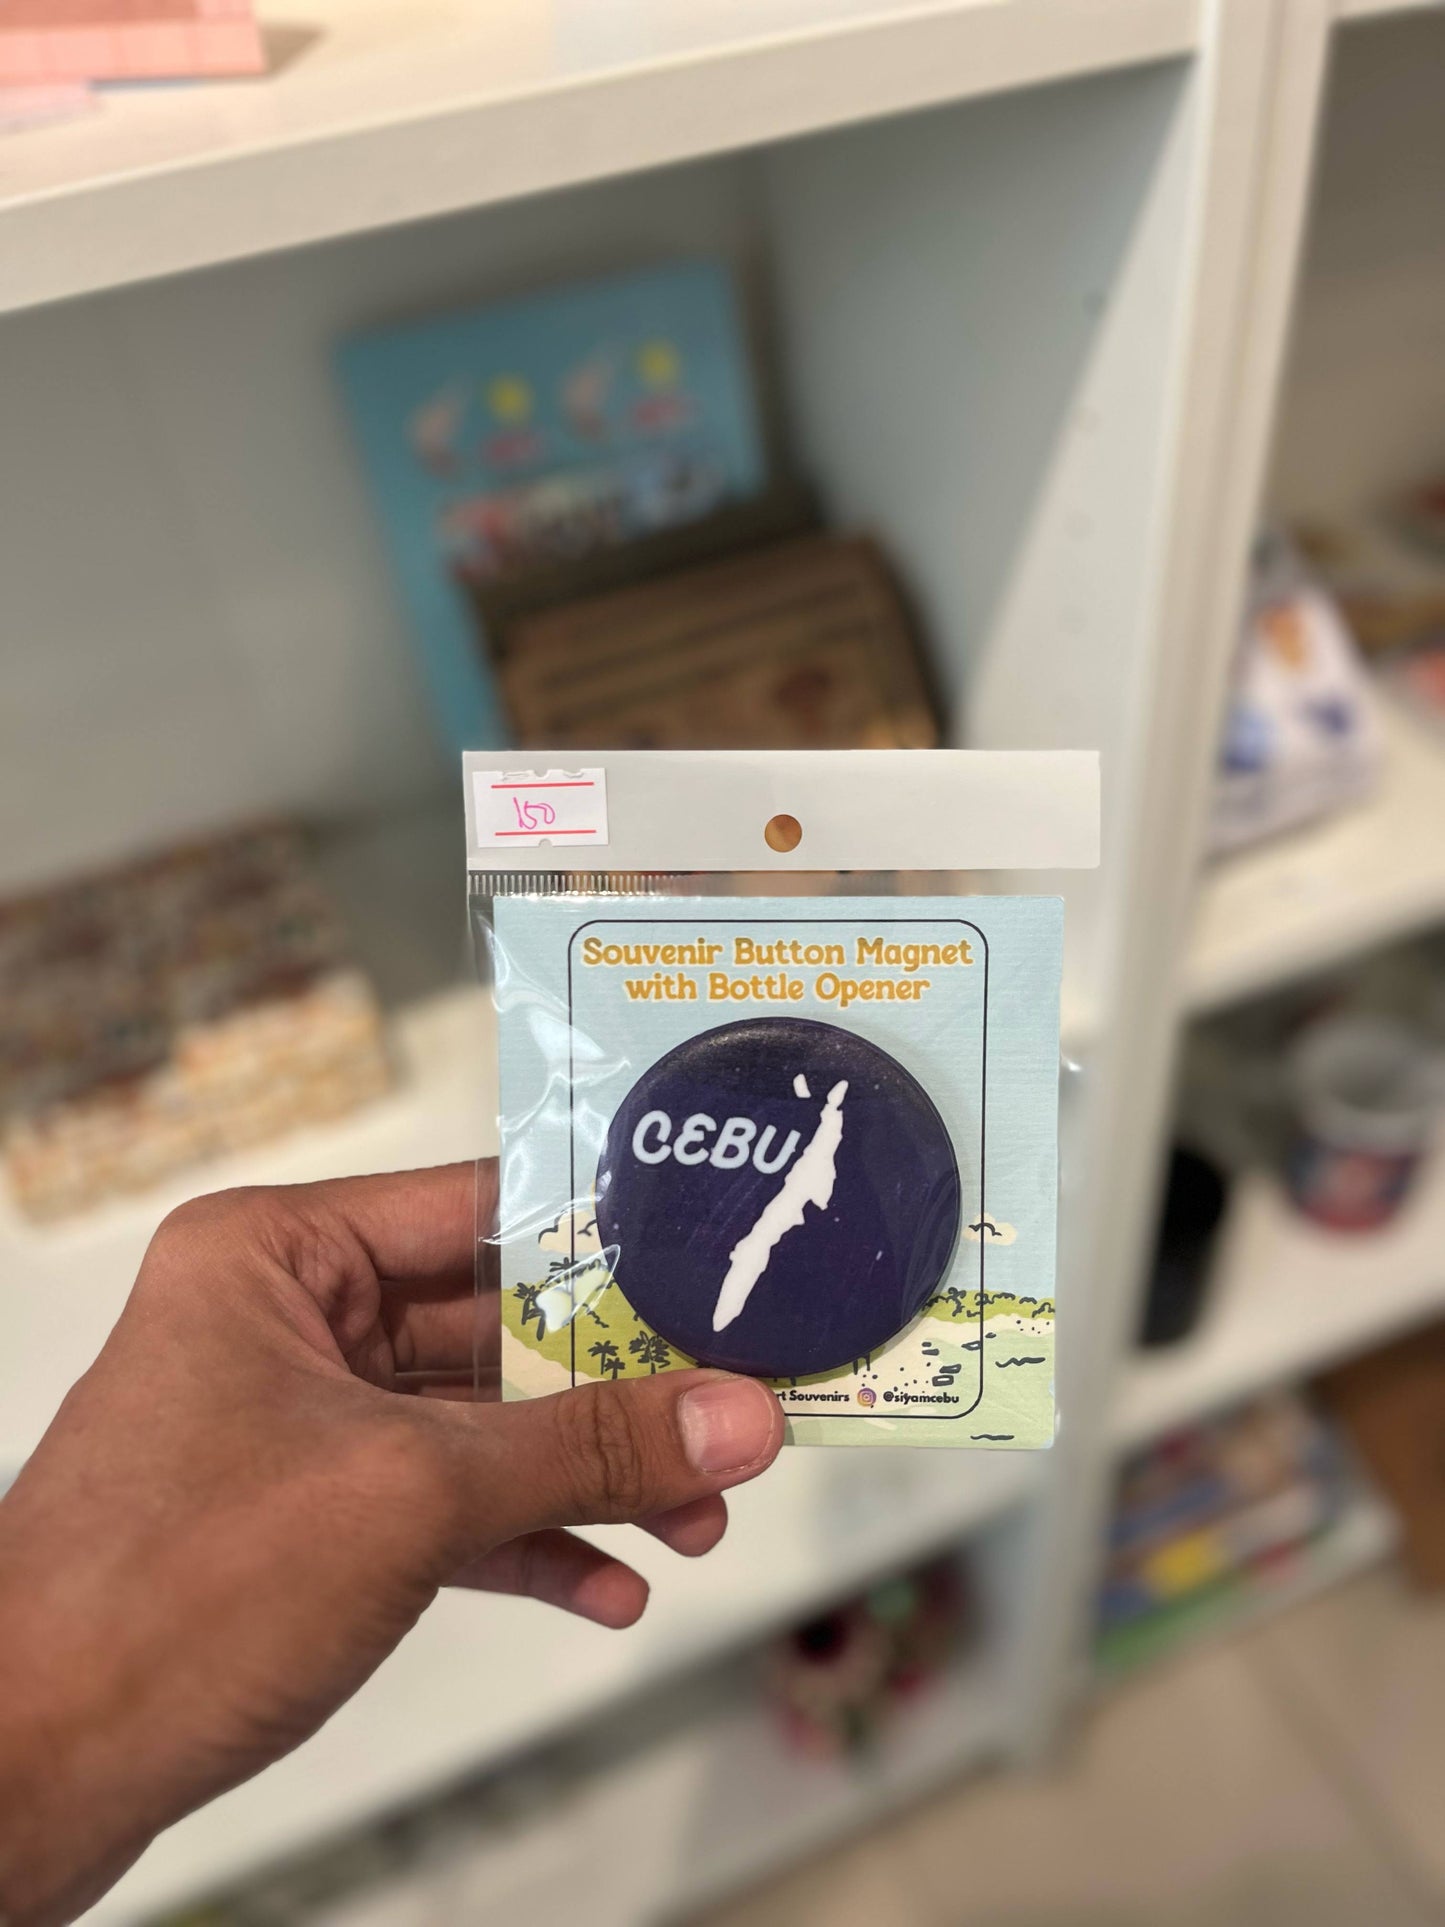 150
Souvenir Button Magnet
with Bottle Opener
CEBU
Souvenirs @siyamcebu